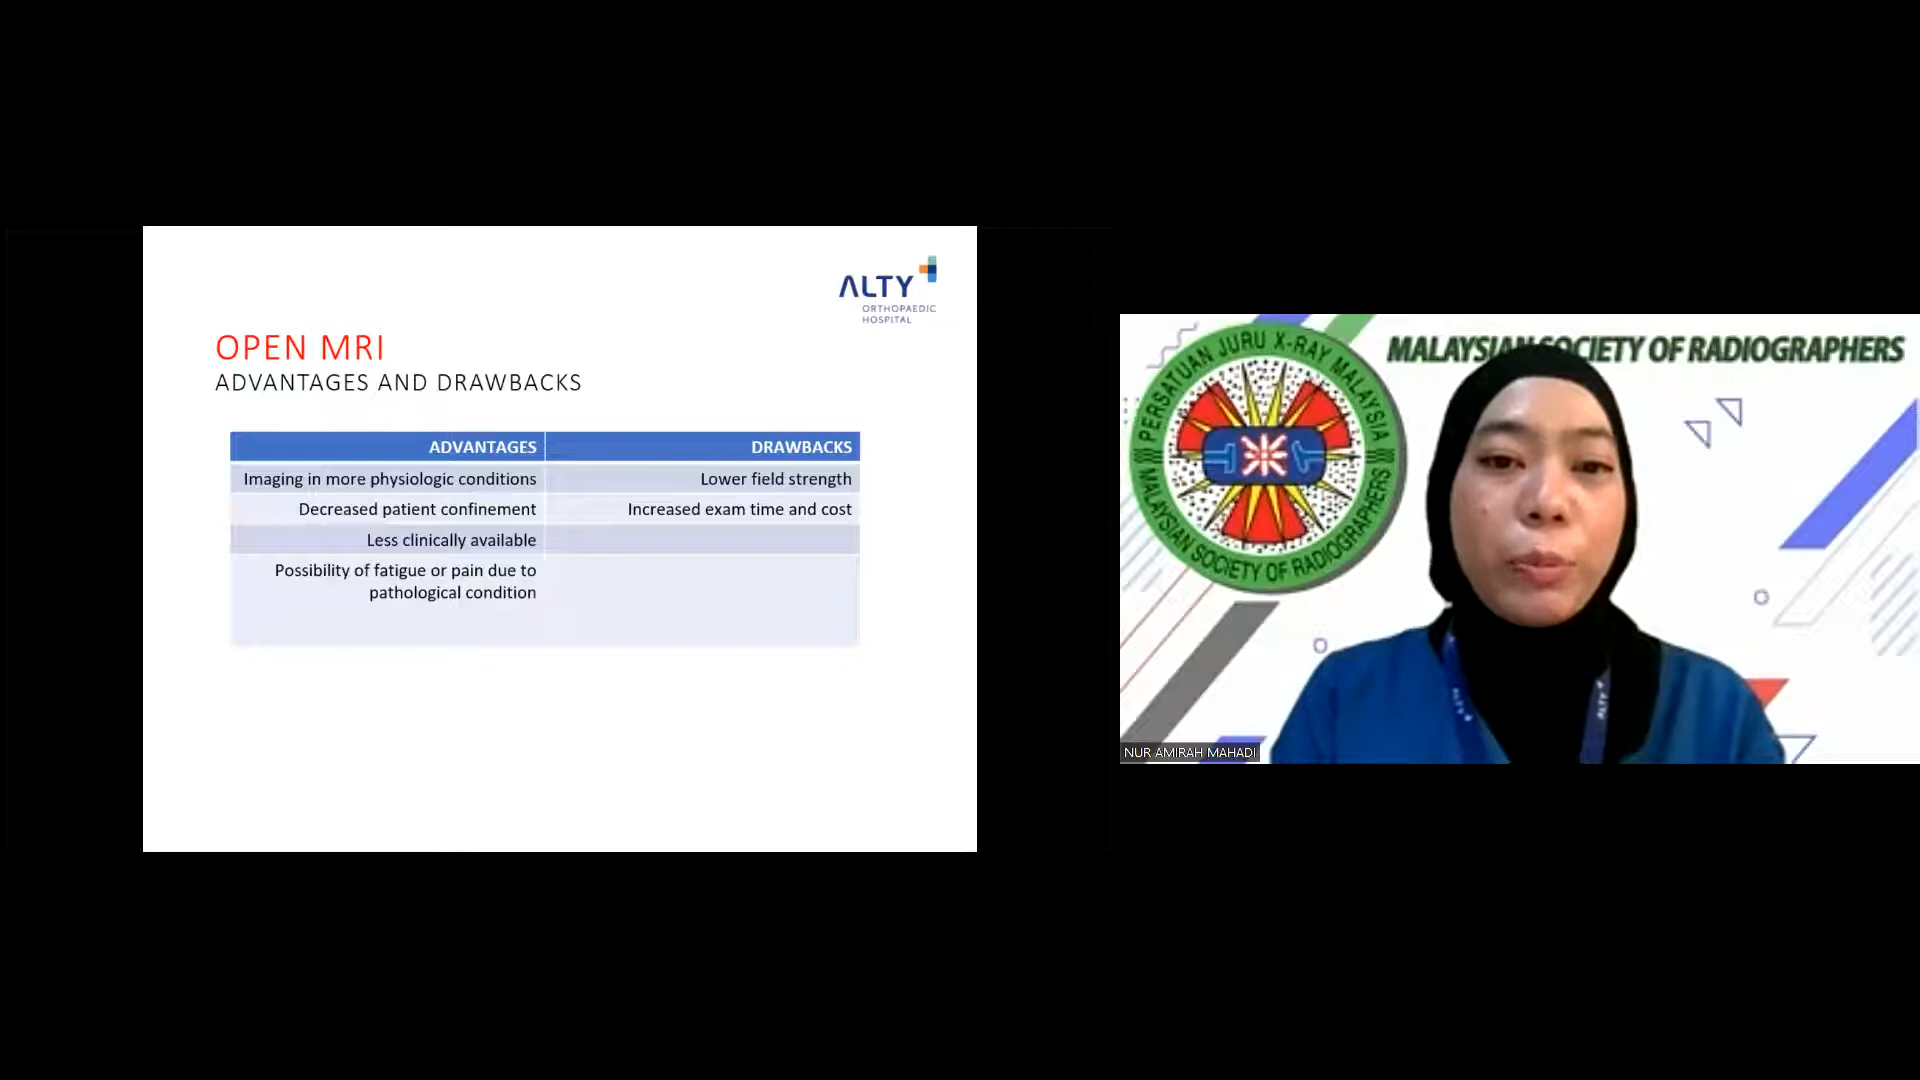 ALTY
ORTHOPAEDIC
HOSPITAL
OPEN MRI
ADVANTAGES AND DRAWBACKS
ADVANTAGES DRAWBACKS
Imaging in more physiologic conditions Lower field strength
Decreased patient confinement Increased exam time and cost
Less clinically available
Possibility of fatigue or pain due to
pathological condition
PERSATUAN JURU X-RAY MALAYSIA
MALAYSIAN SOCIETY OF RADIOGRAPHERS
MALAYSIAN SOCIETY OF RADIOGRAPHERS
ALTY
ALTY
NUR AMIRAH MAHADI